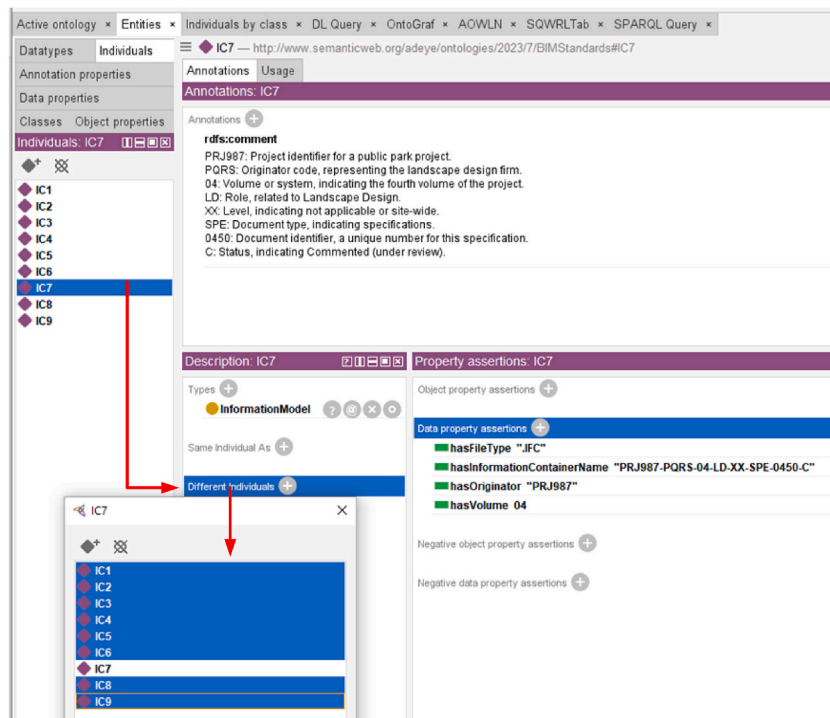 Active ontology × Entities × Individuals by class × DL Query × OntoGraf × AOWLN × SQWRLTab × SPARQL Query ×
Datatypes Individuals
Annotation properties
Data properties
Classes Object properties
Individuals: IC7
IC1
IC2
IC3
IC4
IC5
IC6
IC7
IC8
IC9
IC7 — http://www.semanticweb.org/adeye/ontologies/2023/7/BIMStandards#IC7
Annotations Usage
Annotations: IC7
Annotations
rdfs:comment
PRJ987: Project identifier for a public park project.
PQRS: Originator code, representing the landscape design firm.
04: Volume or system, indicating the fourth volume of the project.
LD: Role, related to Landscape Design.
XX: Level, indicating not applicable or site-wide.
SPE: Document type, indicating specifications.
0450: Document identifier, a unique number for this specification.
C: Status, indicating Commented (under review).
Description: IC7
Types
InformationModel
Same Individual As
Different Individuals
Property assertions: IC7
Object property assertions
Data property assertions
hasFileType ".IFC"
hasInformationContainerName "PRJ987-PQRS-04-LD-XX-SPE-0450-C"
hasOriginator "PRJ987"
hasVolume 04
Negative object property assertions
Negative data property assertions
IC7
IC1
IC2
IC3
IC4
IC5
IC6
IC7
IC8
IC9